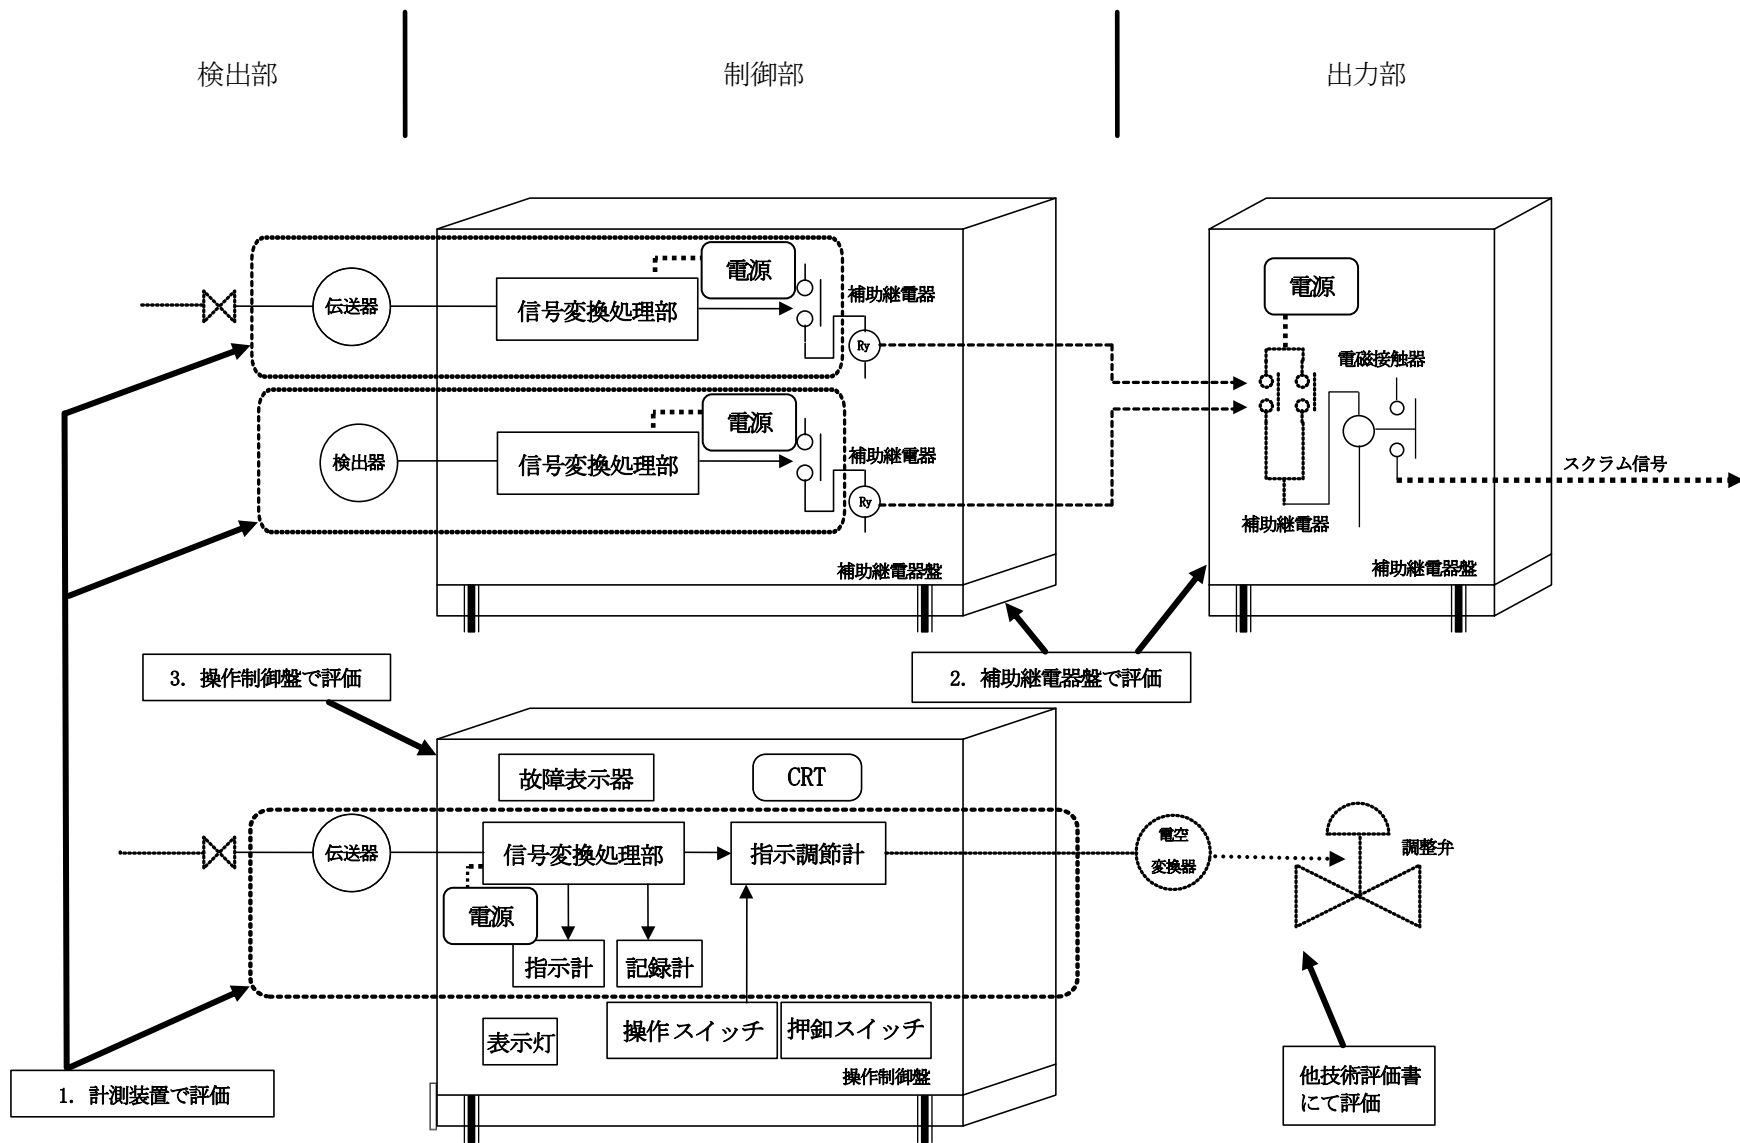 検出部
制御部
出力部
電源
伝送器
信号変換処理部
補助継電器
Ry
電源
検出器
信号変換処理部
補助継電器
Ry
補助継電器盤
電源
電磁接触器
スクラム信号
補助継電器
補助継電器盤
3. 操作制御盤で評価
2. 補助継電器盤で評価
故障表示器
CRT
伝送器
信号変換処理部
指示調節計
電空
変換器
調整弁
電源
指示計
記録計
表示灯
操作スイッチ
押釦スイッチ
操作制御盤
1. 計測装置で評価
他技術評価書
にて評価